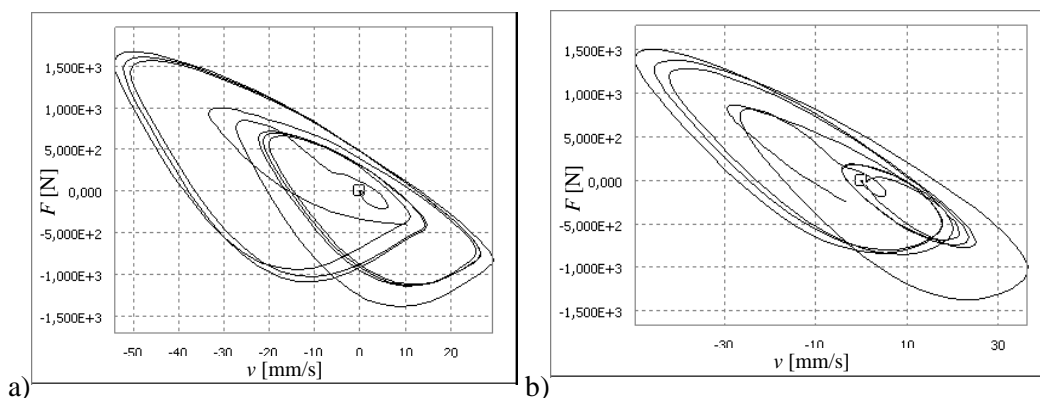 1,500E+3
1,000E+3
5,000E+2
0,000
-5,000E+2
-1,000E+3
-1,500E+3
F [N]
-50 -40 -30 -20 -10 0 10 20
v [mm/s]
a)
1,500E+3
1,000E+3
5,000E+2
0,000
-5,000E+2
-1,000E+3
-1,500E+3
F [N]
-30 -10 10 30
v [mm/s]
b)